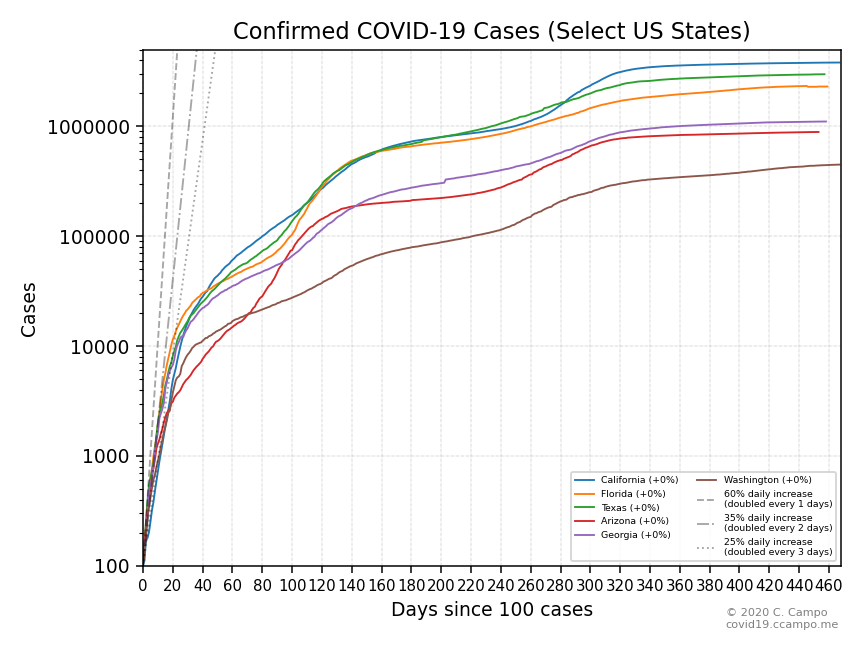 Confirmed COVID-19 Cases (Select US States)
Cases
1000000
100000
10000
1000
100
California (+0%)
Florida (+0%)
Texas (+0%)
Arizona (+0%)
Georgia (+0%)
Washington (+0%)
60% daily increase
(doubled every 1 days)
35% daily increase
(doubled every 2 days)
25% daily increase
(doubled every 3 days)
0 20 40 60 80 100 120 140 160 180 200 220 240 260 280 300 320 340 360 380 400 420 440 460
Days since 100 cases
© 2020 C. Campo
covid19.ccampo.me